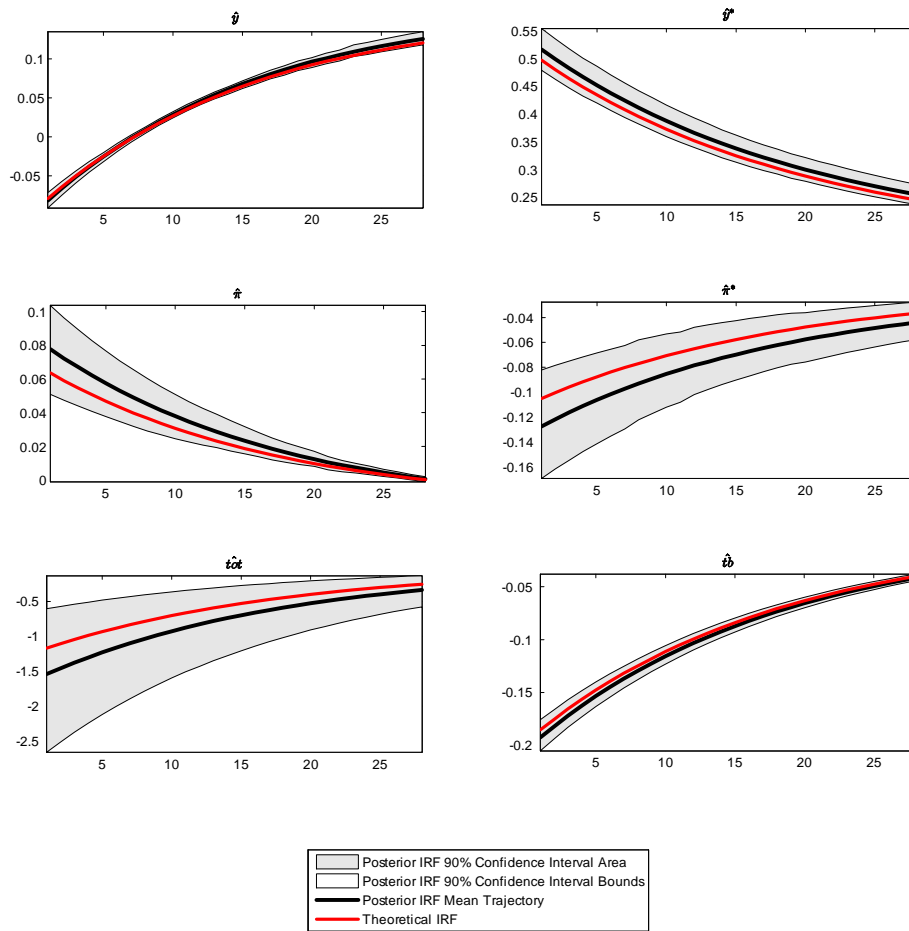 ŷ
0.1
0.05
0
-0.05
5 10 15 20 25
ŷ*
0.55
0.5
0.45
0.4
0.35
0.3
0.25
5 10 15 20 25
π̂
0.1
0.08
0.06
0.04
0.02
0
5 10 15 20 25
π̂*
-0.04
-0.06
-0.08
-0.1
-0.12
-0.14
-0.16
5 10 15 20 25
tôt
-0.5
-1
-1.5
-2
-2.5
5 10 15 20 25
tb̂
-0.05
-0.1
-0.15
-0.2
5 10 15 20 25
Posterior IRF 90% Confidence Interval Area
Posterior IRF 90% Confidence Interval Bounds
Posterior IRF Mean Trajectory
Theoretical IRF